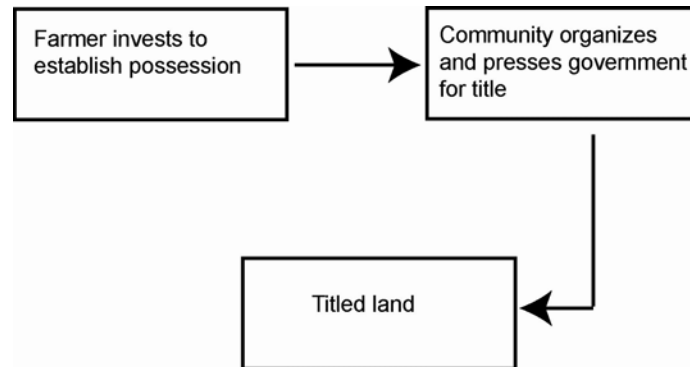 Farmer invests to
establish possession
Community organizes
and presses government
for title
Titled land